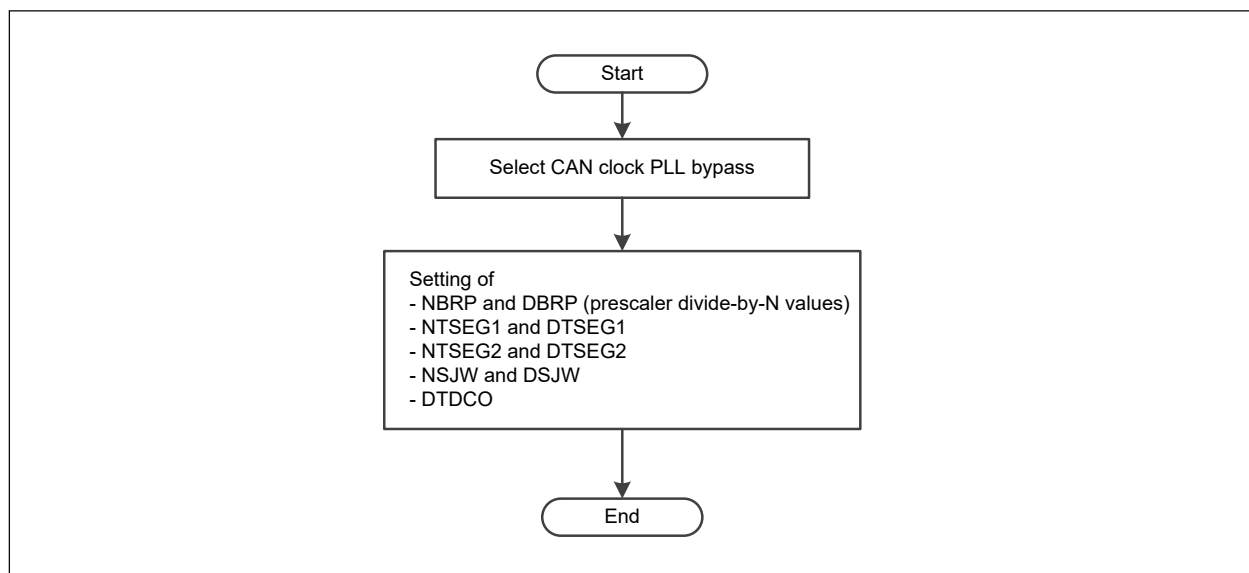 Start
Select CAN clock PLL bypass
Setting of
- NBRP and DBRP (prescaler divide-by-N values)
- NTSEG1 and DTSEG1
- NTSEG2 and DTSEG2
- NSJW and DSJW
- DTDCO
End